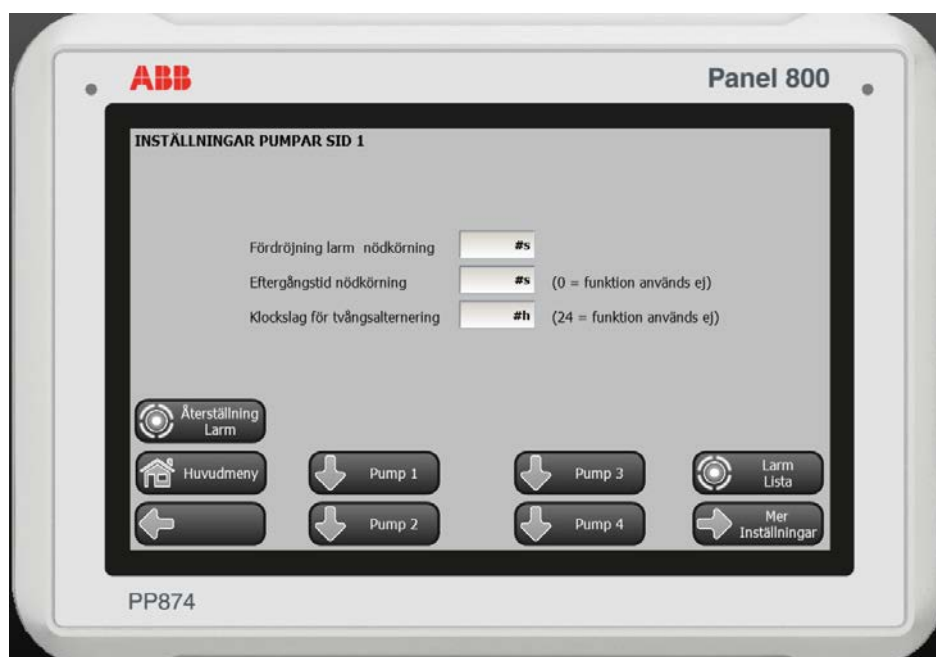 ABB
Panel 800
INSTÄLLNINGAR PUMPAR SID 1
Fördröjning larm nödkörning #s
Eftergångstid nödkörning #s (0 = funktion används ej)
Klockslag för tvångsalternering #h (24 = funktion används ej)
Återställning
Larm
Huvudmeny
Pump 1
Pump 3
Larm
Lista
Pump 2
Pump 4
Mer
Inställningar
PP874